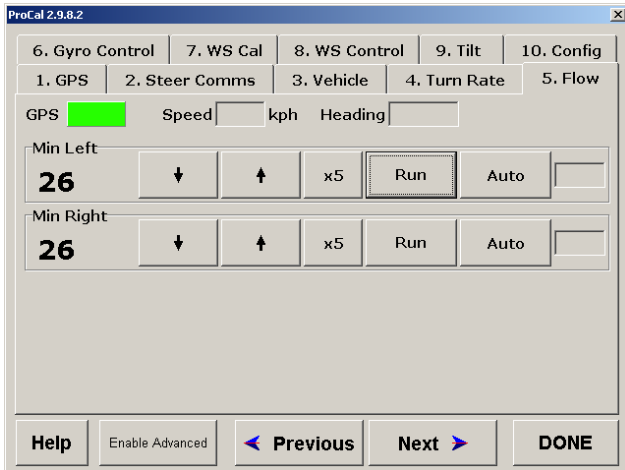 ProCal 2.9.8.2
6. Gyro Control 7. WS Cal 8. WS Control 9. Tilt 10. Config
1. GPS 2. Steer Comms 3. Vehicle 4. Turn Rate 5. Flow
GPS Speed kph Heading
Min Left
26 x5 Run Auto
Min Right
26 x5 Run Auto
Help Enable Advanced Previous Next DONE